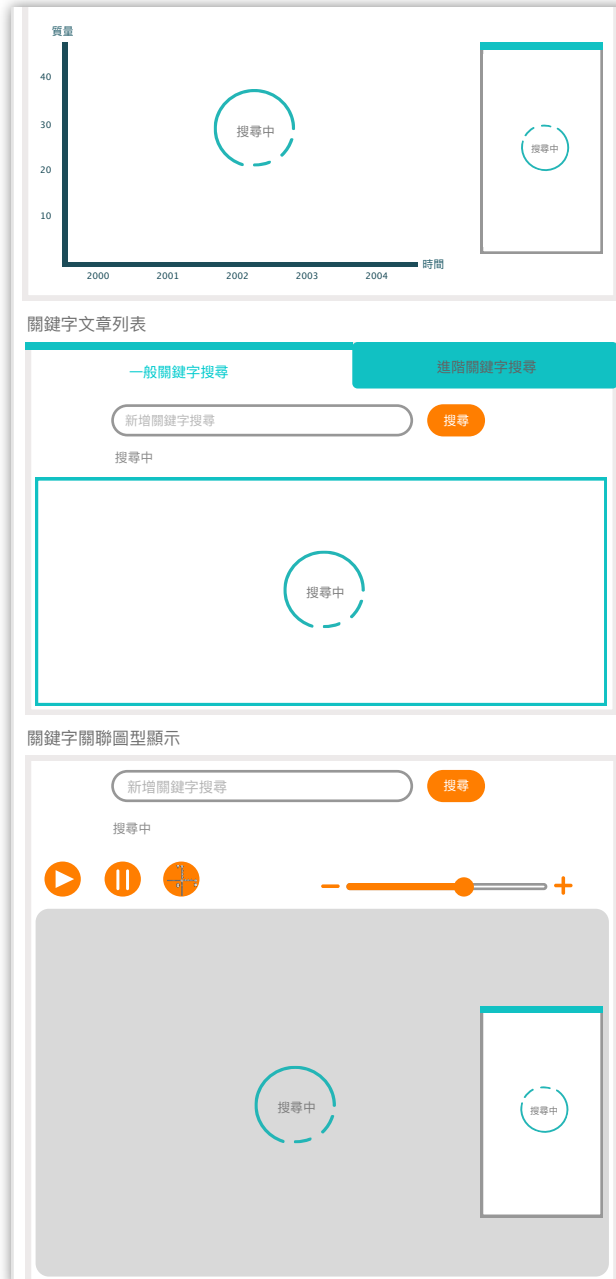 質量
40
30
20
10
搜尋中
搜尋中
時間
2000 2001 2002 2003 2004
關鍵字文章列表
一般關鍵字搜尋 進階關鍵字搜尋
新增關鍵字搜尋 搜尋
搜尋中
搜尋中
關鍵字關聯圖型顯示
新增關鍵字搜尋 搜尋
搜尋中
搜尋中
搜尋中